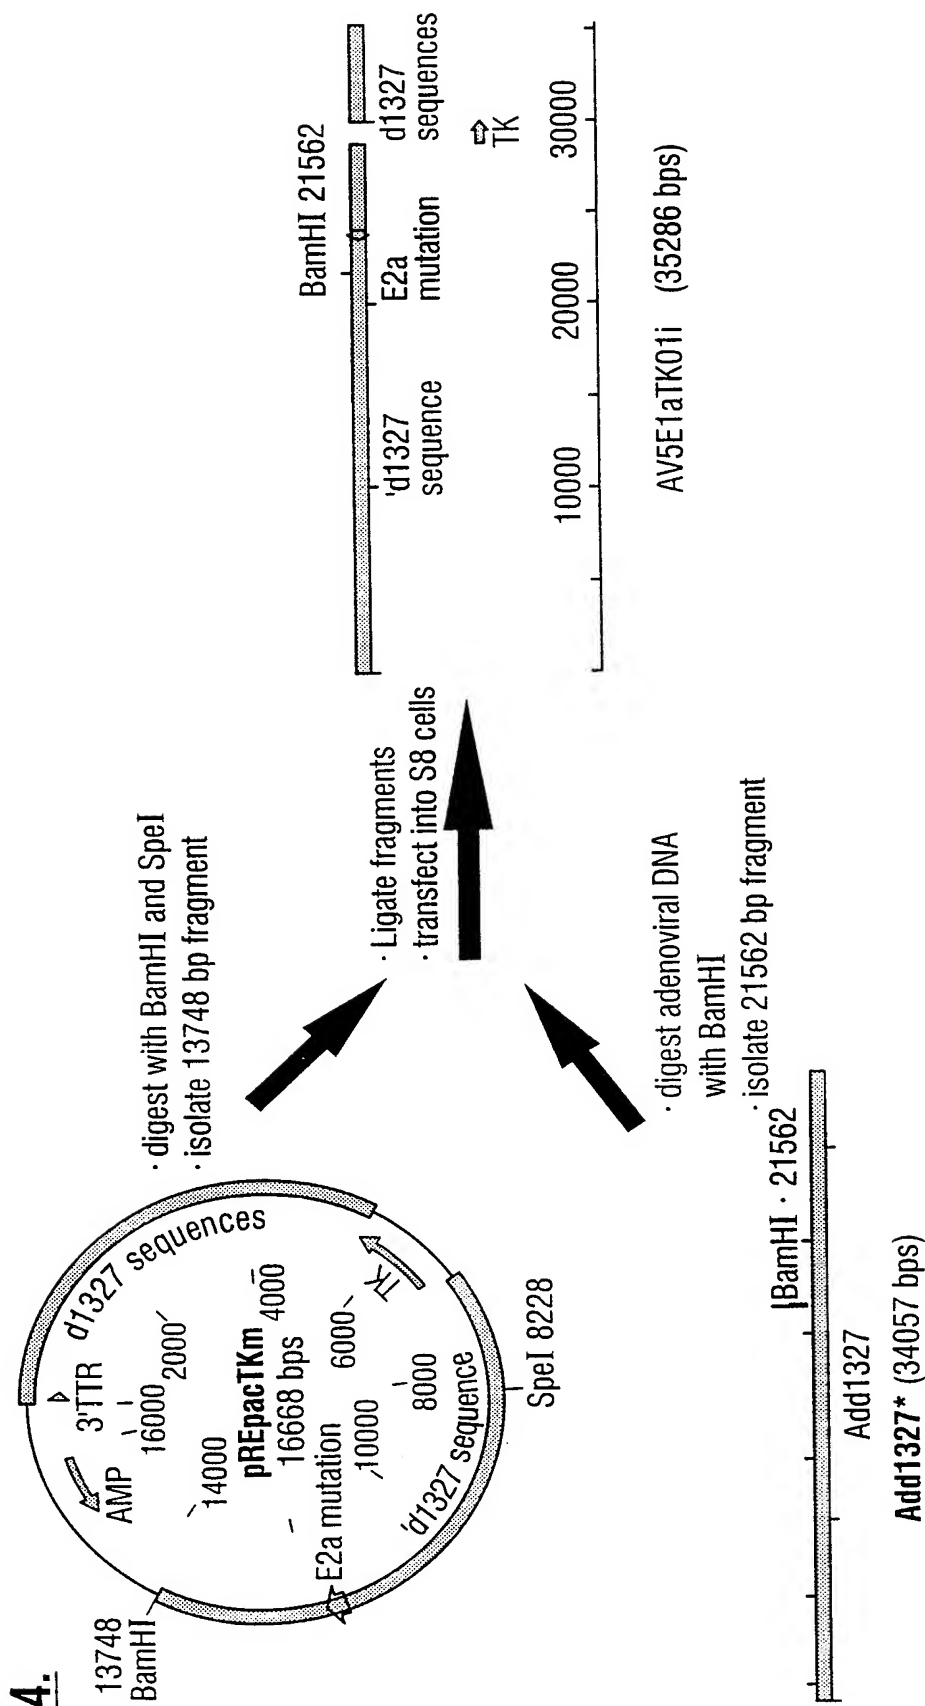 4.
13748
BamHI
AMP
3'TTR
d1327 sequences
16000
2000
14000
4000
pREpacTKm
16668 bps
6000
TK
E2a mutation
10000
8000
'd1327 sequence
SpeI 8228
· digest with BamHI and SpeI
· isolate 13748 bp fragment
· Ligate fragments
· transfect into S8 cells
· digest adenoviral DNA
with BamHI
· isolate 21562 bp fragment
BamHI · 21562
Add1327
Add1327* (34057 bps)
BamHI 21562
'd1327
sequence
E2a
mutation
d1327
sequences
TK
10000
20000
30000
AV5E1aTK01i (35286 bps)